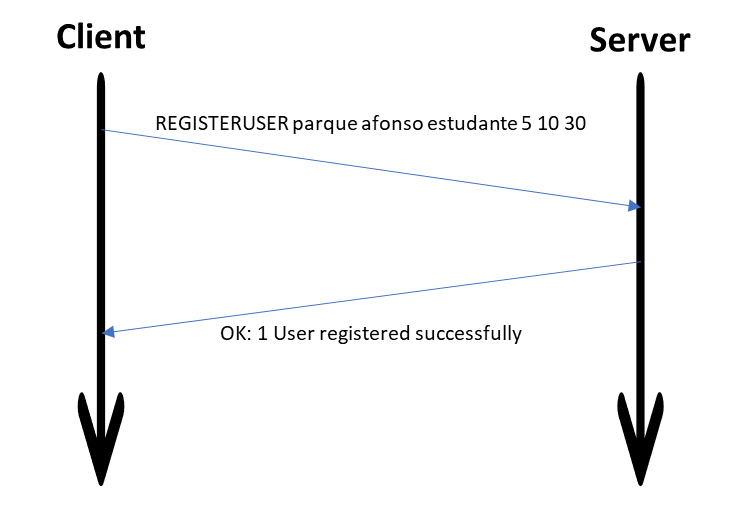 Client
Server
REGISTERUSER parque afonso estudante 5 10 30
OK: 1 User registered successfully